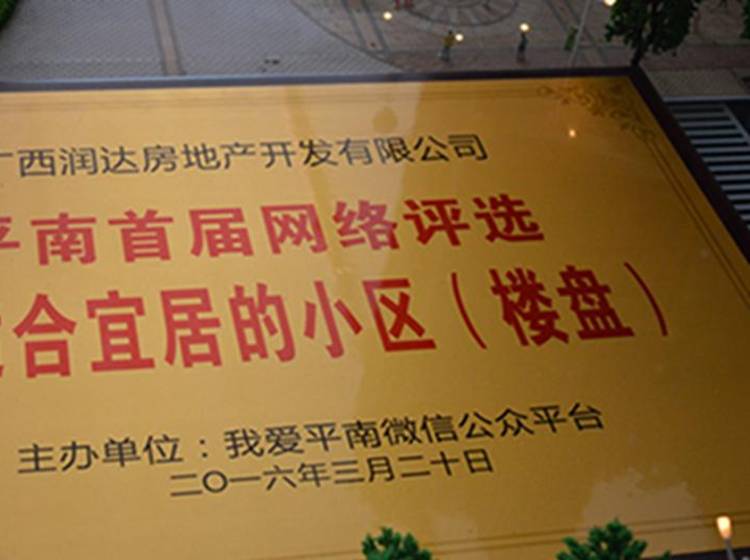 广西润达房地产开发有限公司
平南首届网络评选
合宜居的小区（楼盘）
主办单位：我爱平南微信公众平台
二〇一六年三月二十日